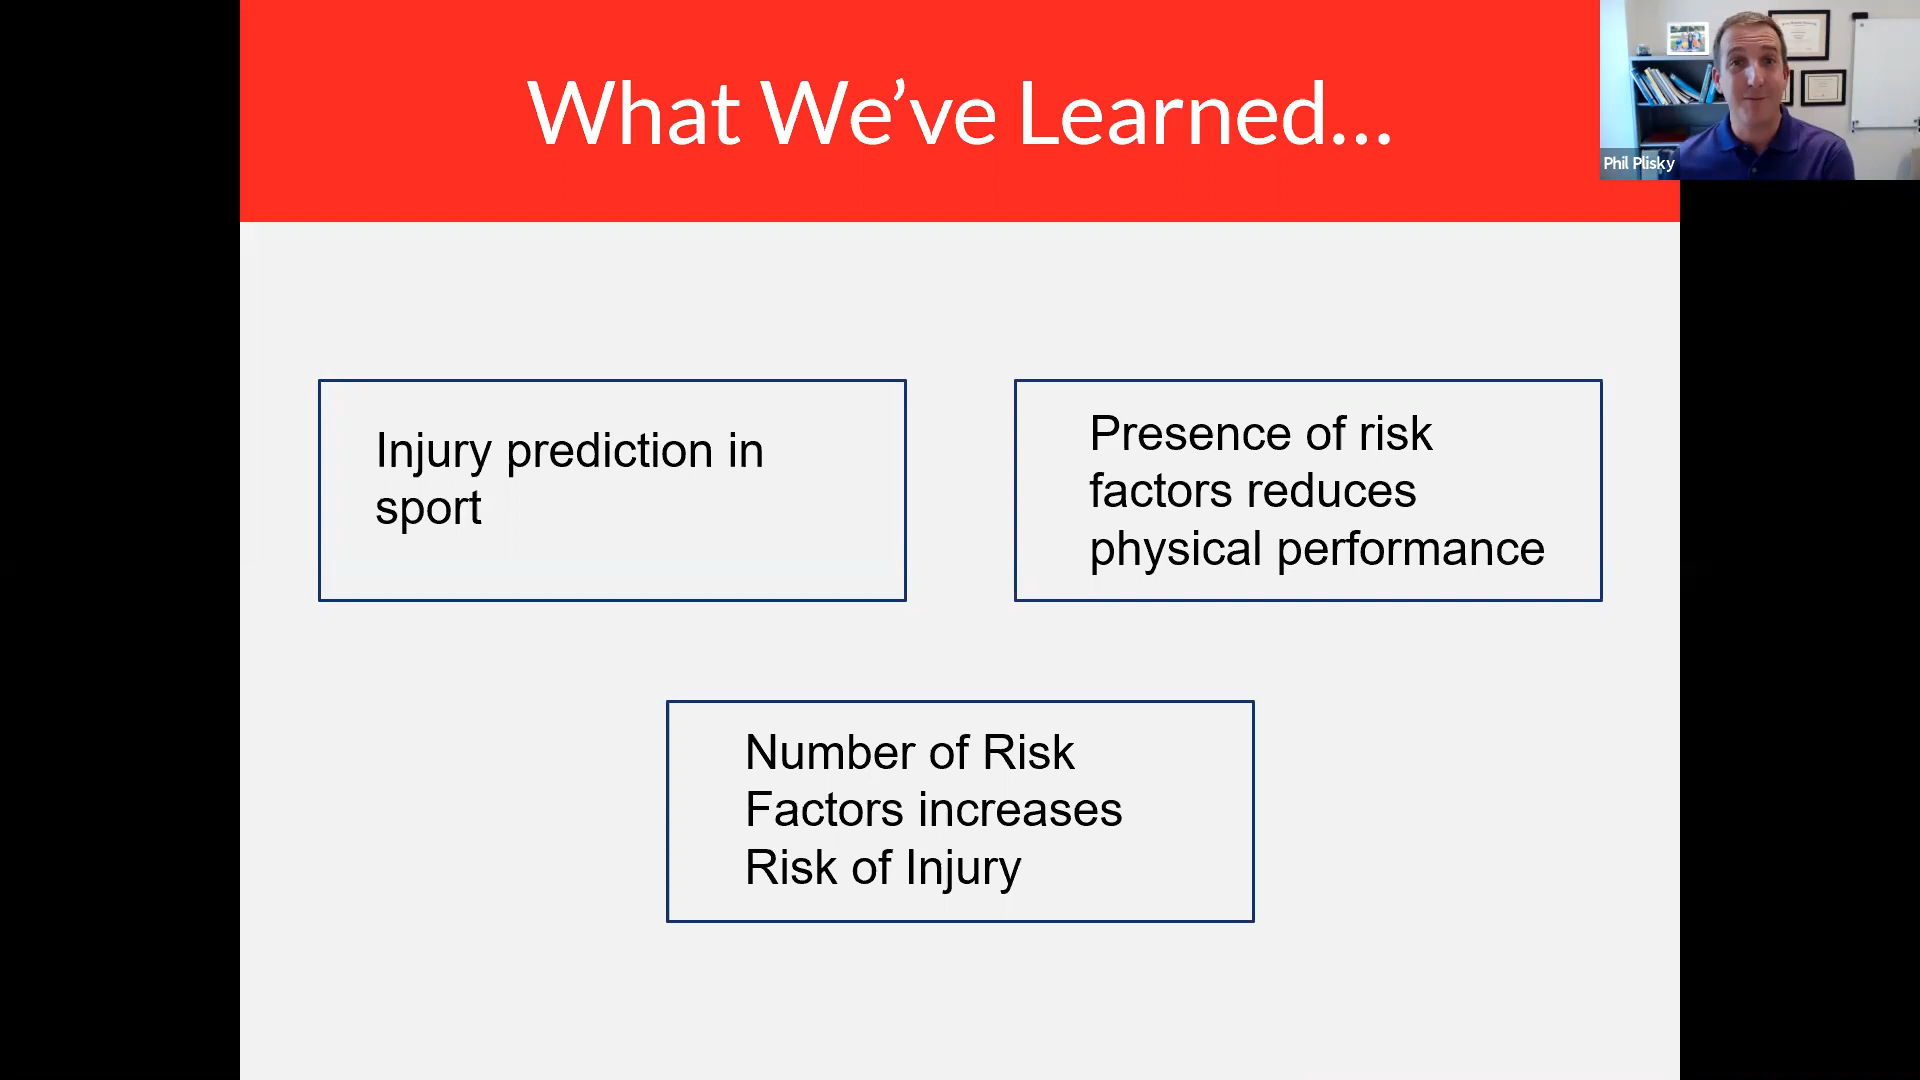 What We’ve Learned...
Phil Plisky
Injury prediction in
sport
Presence of risk
factors reduces
physical performance
Number of Risk
Factors increases
Risk of Injury